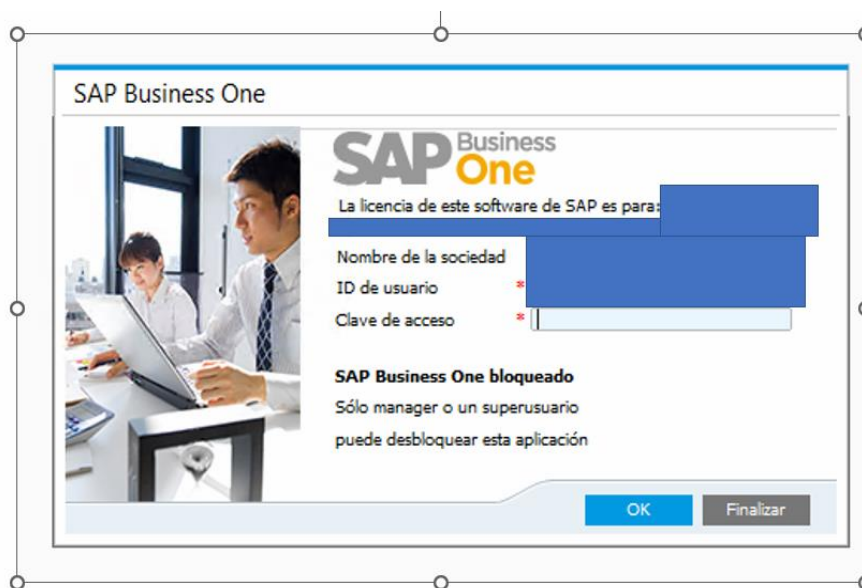 SAP Business One
SAP Business One
La licencia de este software de SAP es para:
Nombre de la sociedad
ID de usuario *
Clave de acceso *
SAP Business One bloqueado
Sólo manager o un superusuario
puede desbloquear esta aplicación
OK Finalizar